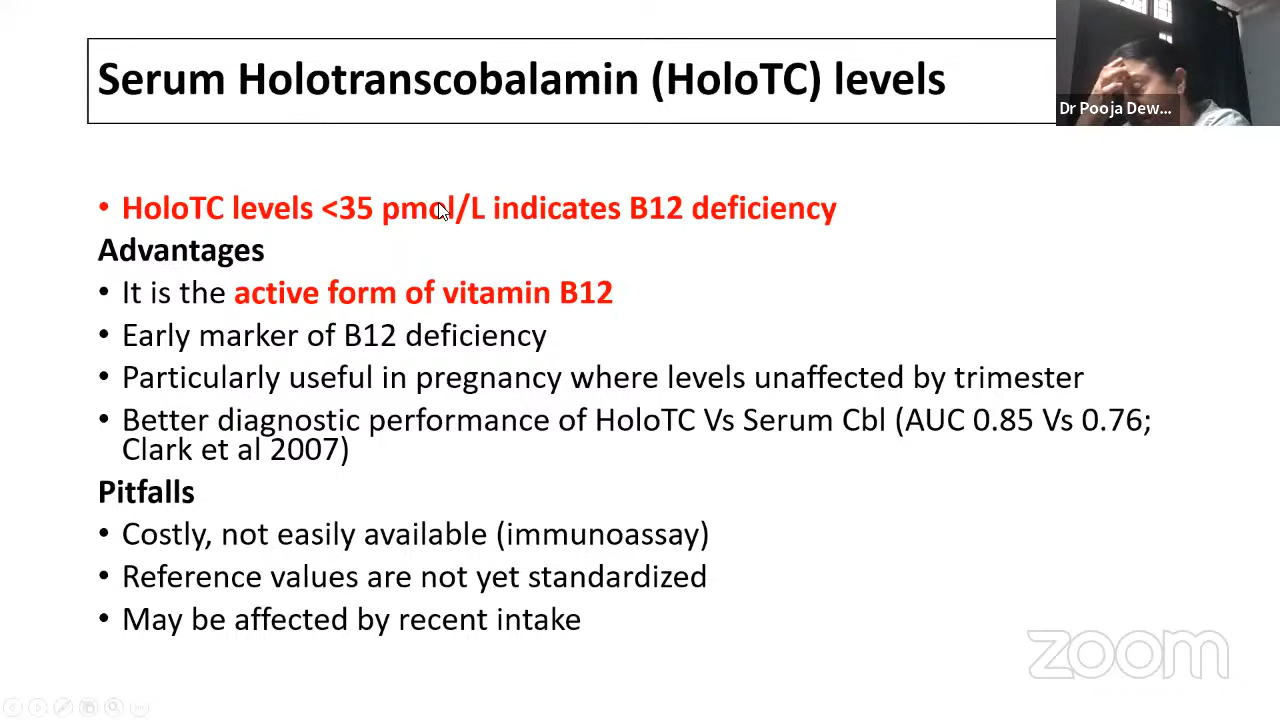 Serum Holotranscobalamin (HoloTC) levels
Dr Pooja Dew...
• HoloTC levels <35 pmol/L indicates B12 deficiency
Advantages
• It is the active form of vitamin B12
• Early marker of B12 deficiency
• Particularly useful in pregnancy where levels unaffected by trimester
• Better diagnostic performance of HoloTC Vs Serum Cbl (AUC 0.85 Vs 0.76;
Clark et al 2007)
Pitfalls
• Costly, not easily available (immunoassay)
• Reference values are not yet standardized
• May be affected by recent intake
zoom